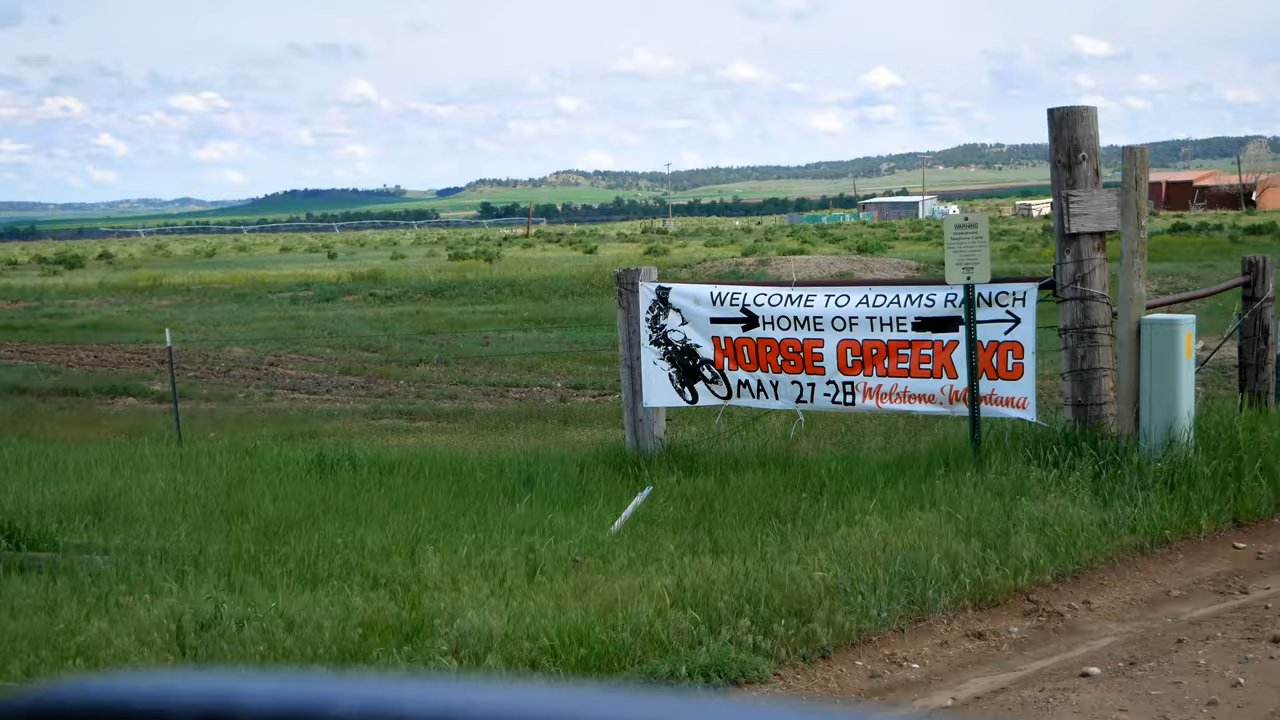 WELCOME TO ADAMS RANCH
HOME OF THE
HORSE CREEK XC
MAY 27-28 Melstone, Montana
WARNING